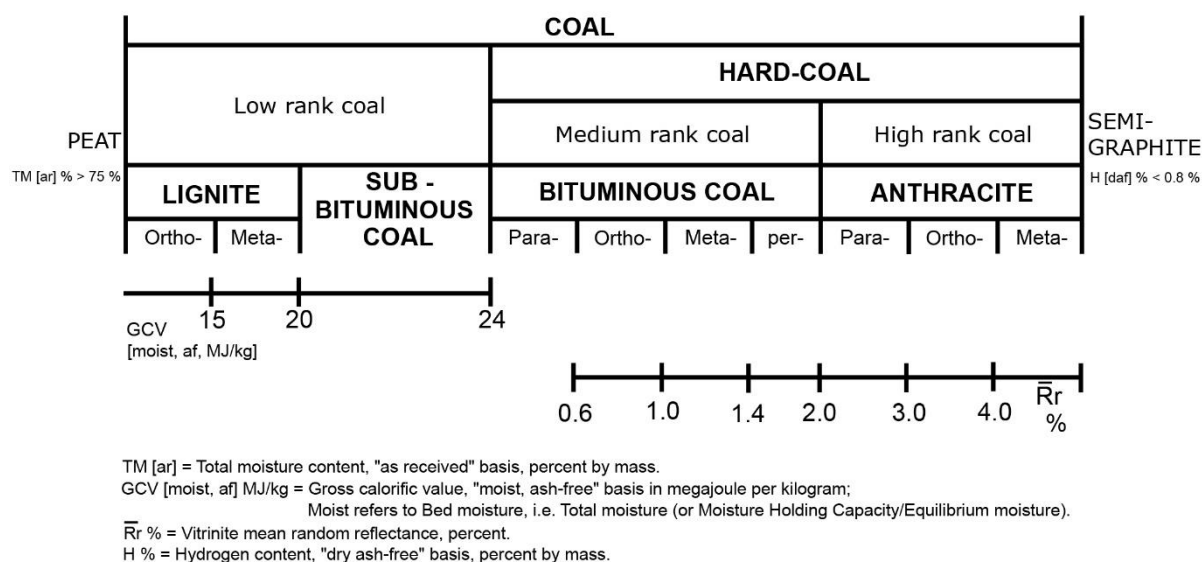 COAL
HARD-COAL
Low rank coal
Medium rank coal
High rank coal
PEAT
TM [ar] % > 75 %
SEMI-
GRAPHITE
H [daf] % < 0.8 %
LIGNITE
SUB -
BITUMINOUS
COAL
BITUMINOUS COAL
ANTHRACITE
Ortho-
Meta-
Para-
Ortho-
Meta-
per-
Para-
Ortho-
Meta-
15
20
24
GCV
[moist, af, MJ/kg]
0.6
1.0
1.4
2.0
3.0
4.0
R̅r
%
TM [ar] = Total moisture content, "as received" basis, percent by mass.
GCV [moist, af] MJ/kg = Gross calorific value, "moist, ash-free" basis in megajoule per kilogram;
Moist refers to Bed moisture, i.e. Total moisture (or Moisture Holding Capacity/Equilibrium moisture).
R̅r % = Vitrinite mean random reflectance, percent.
H % = Hydrogen content, "dry ash-free" basis, percent by mass.